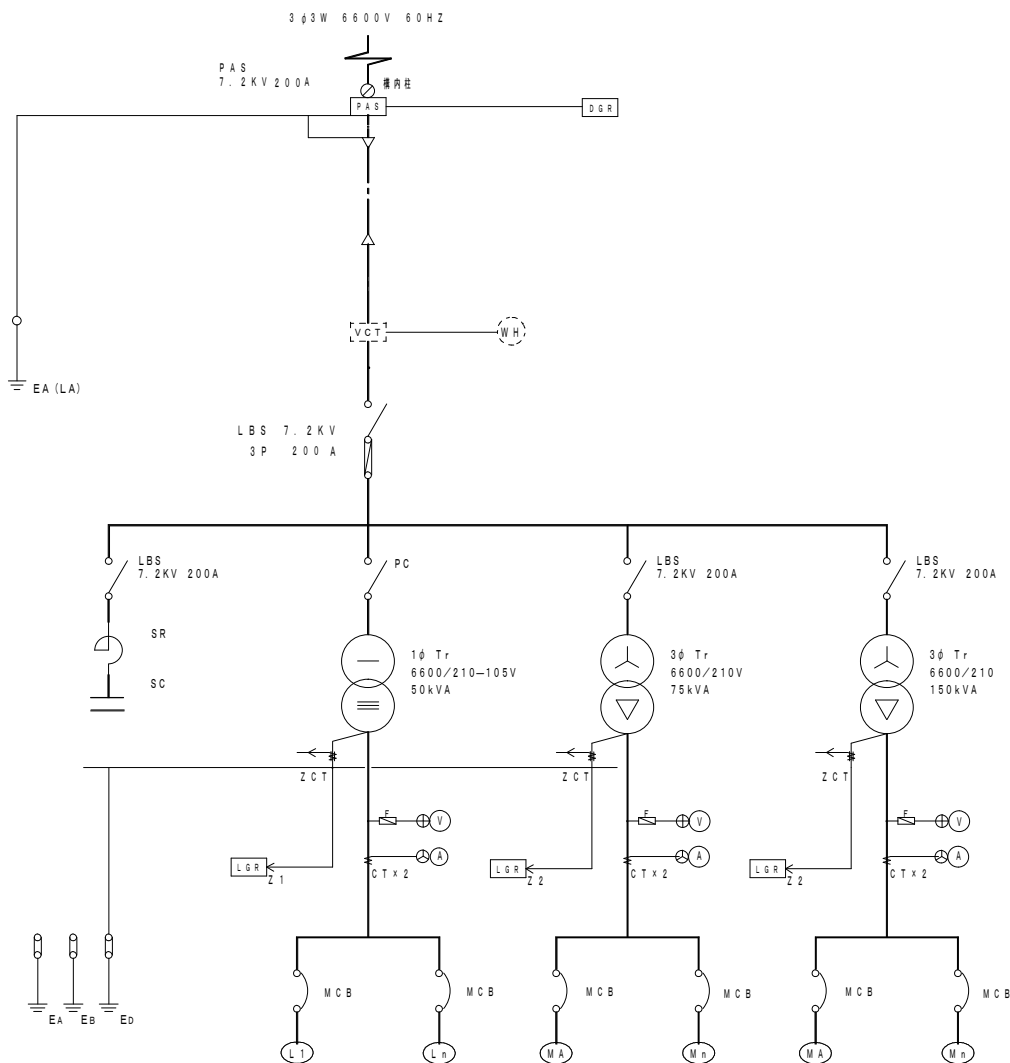 3φ3W 6600V 60HZ
PAS
7.2KV 200A
構内柱
PAS
DGR
VCT
WH
EA(LA)
LBS 7.2KV
3P 200A
LBS
7.2KV 200A
PC
LBS
7.2KV 200A
LBS
7.2KV 200A
SR
SC
1φ Tr
6600/210—105V
50kVA
3φ Tr
6600/210V
75kVA
3φ Tr
6600/210
150kVA
ZCT
ZCT
ZCT
F
V
F
V
F
V
A
A
A
LGR
Z1
CT×2
LGR
Z2
CT×2
LGR
Z2
CT×2
MCB
MCB
MCB
MCB
MCB
MCB
EA
EB
ED
L1
Ln
MA
Mn
MA
Mn